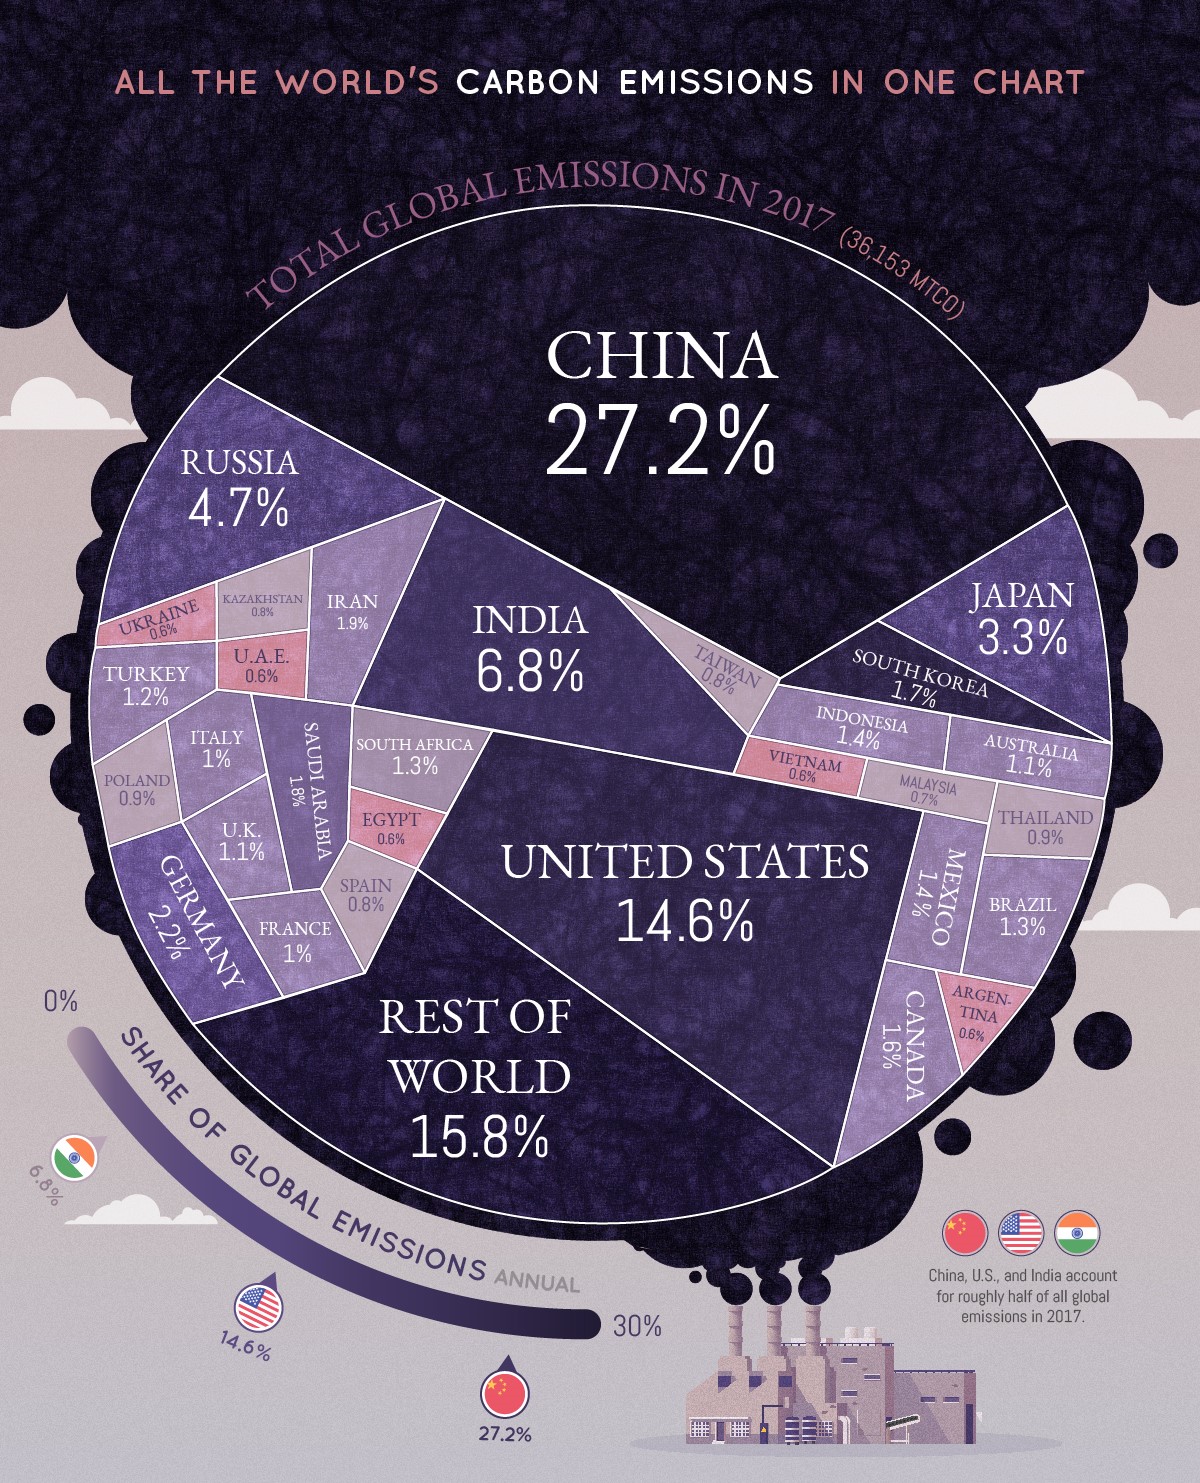 ALL THE WORLD'S CARBON EMISSIONS IN ONE CHART
TOTAL GLOBAL EMISSIONS IN 2017 (36,153 MTCO)
CHINA
27.2%
RUSSIA
4.7%
JAPAN
3.3%
UKRAINE
0.6%
KAZAKHSTAN
0.8%
IRAN
1.9%
INDIA
6.8%
TAIWAN
0.8%
SOUTH KOREA
1.7%
TURKEY
1.2%
U.A.E.
0.6%
INDONESIA
1.4%
AUSTRALIA
1.1%
ITALY
1%
SAUDI ARABIA
1.8%
SOUTH AFRICA
1.3%
VIETNAM
0.6%
MALAYSIA
0.7%
POLAND
0.9%
THAILAND
0.9%
U.K.
1.1%
EGYPT
0.6%
UNITED STATES
14.6%
MEXICO
1.4%
BRAZIL
1.3%
GERMANY
2.2%
SPAIN
0.8%
FRANCE
1%
CANADA
1.6%
ARGEN-
TINA
0.6%
REST OF
WORLD
15.8%
0%
SHARE OF GLOBAL EMISSIONS ANNUAL
30%
6.8%
14.6%
27.2%
China, U.S., and India account
for roughly half of all global
emissions in 2017.